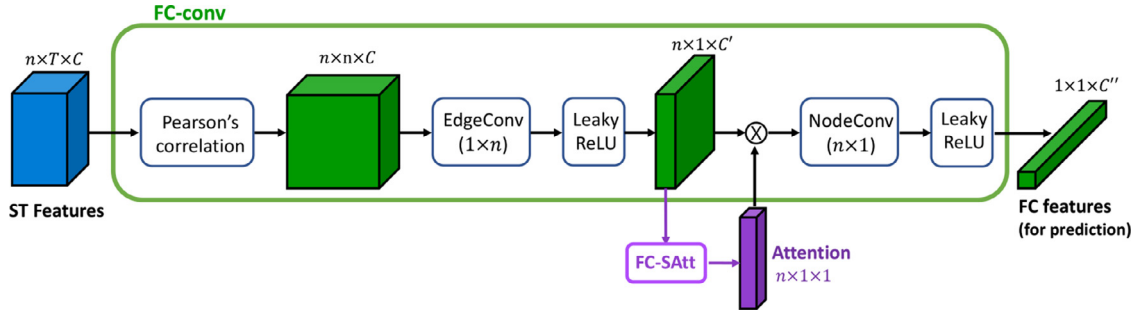 FC-conv
n×T×C
ST Features
Pearson's
correlation
n×n×C
EdgeConv
(1×n)
Leaky
ReLU
n×1×C′
FC-SAtt
Attention
n×1×1
NodeConv
(n×1)
Leaky
ReLU
1×1×C′′
FC features
(for prediction)